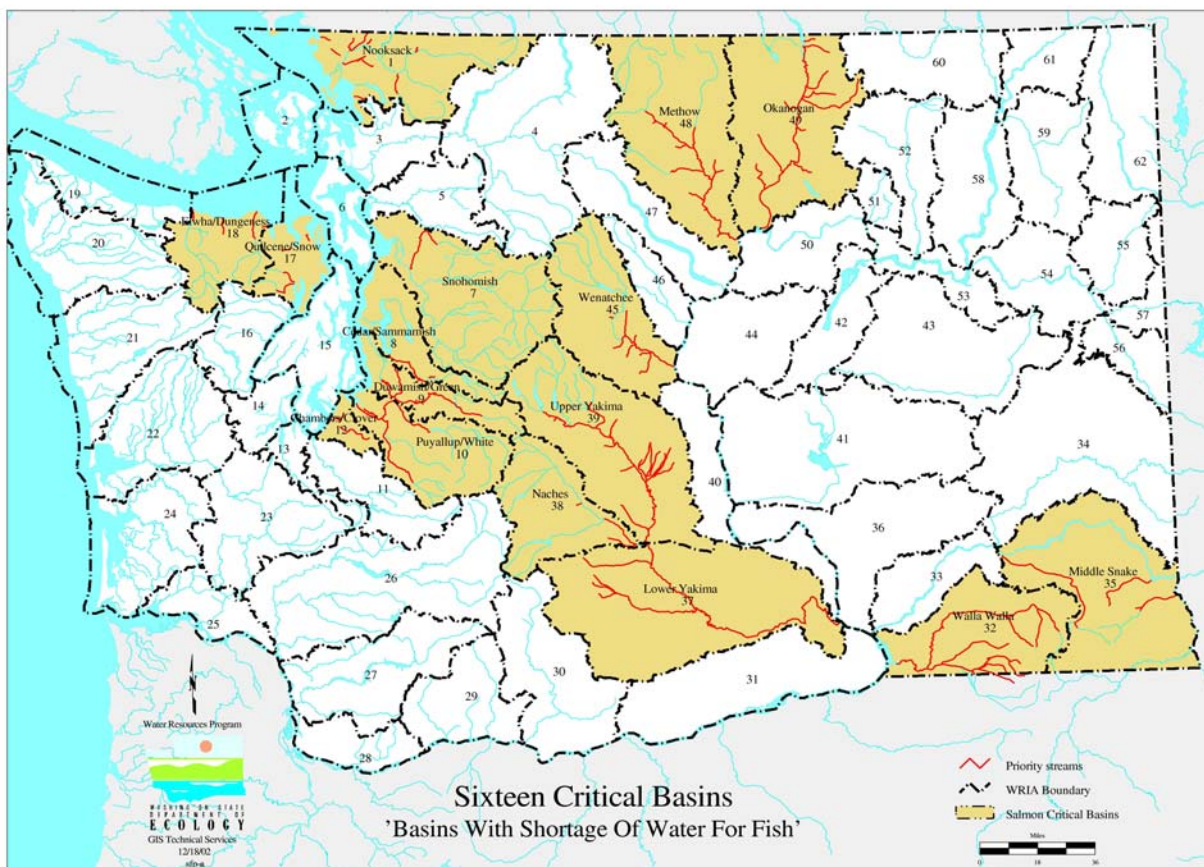 Nooksack
1
2
3
4
5
6
Methow
48
Okanogan
49
60
61
59
62
52
58
51
47
50
55
54
53
57
56
19
20
Elwha/Dungeness
18
Quilcene/Snow
17
16
21
15
14
13
22
Snohomish
7
Cedar/Sammamish
8
Duwamish/Green
9
Chambers/Clover
12
Puyallup/White
10
11
Wenatchee
45
46
44
42
43
Upper Yakima
39
40
41
34
Naches
38
36
33
Middle Snake
35
Walla Walla
32
Lower Yakima
37
24
23
26
25
27
29
30
31
28
N
Water Resources Program
WASHINGTON STATE
DEPARTMENT OF
ECOLOGY
GIS Technical Services
12/18/02
Sixteen Critical Basins
'Basins With Shortage Of Water For Fish'
Priority streams
WRIA Boundary
Salmon Critical Basins
Miles
0 18 36